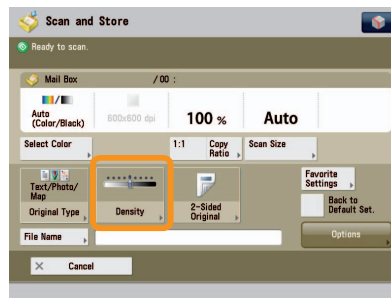 Scan and Store
Ready to scan.
Mail Box /00 :
Auto
(Color/Black)
600x600 dpi
100 %
Auto
Select Color
1:1 Copy
Ratio
Scan Size
Text/Photo/
Map
Original Type
Density
2-Sided
Original
Favorite
Settings
Back to
Default Set.
File Name
Options
Cancel